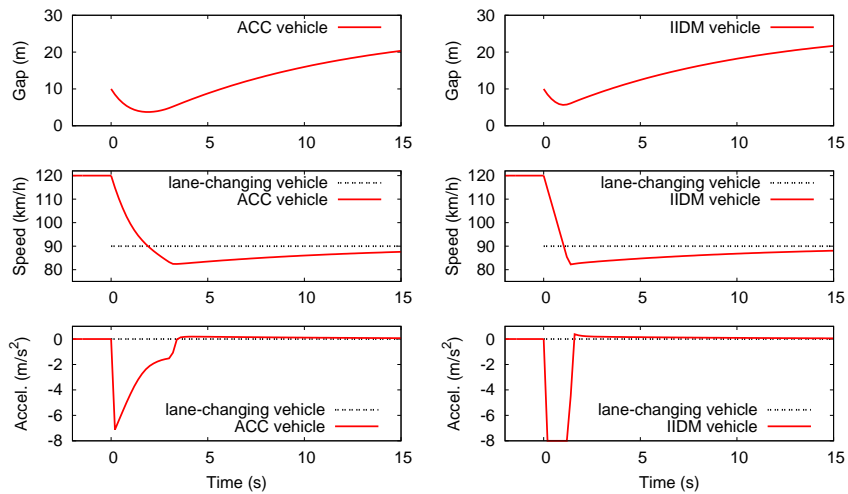 30
20
10
0
Gap (m)
ACC vehicle
0 5 10 15
30
20
10
0
Gap (m)
IIDM vehicle
0 5 10 15
120
110
100
90
80
Speed (km/h)
lane-changing vehicle
ACC vehicle
0 5 10 15
120
110
100
90
80
Speed (km/h)
lane-changing vehicle
IIDM vehicle
0 5 10 15
0
-2
-4
-6
-8
Accel. (m/s²)
lane-changing vehicle
ACC vehicle
0 5 10 15
Time (s)
0
-2
-4
-6
-8
Accel. (m/s²)
lane-changing vehicle
IIDM vehicle
0 5 10 15
Time (s)